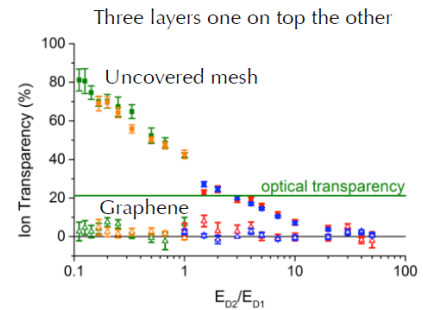 Three layers one on top the other
100
80
60
40
20
0
Ion Transparency (%)
Uncovered mesh
optical transparency
Graphene
0.1
1
10
100
E_D2/E_D1